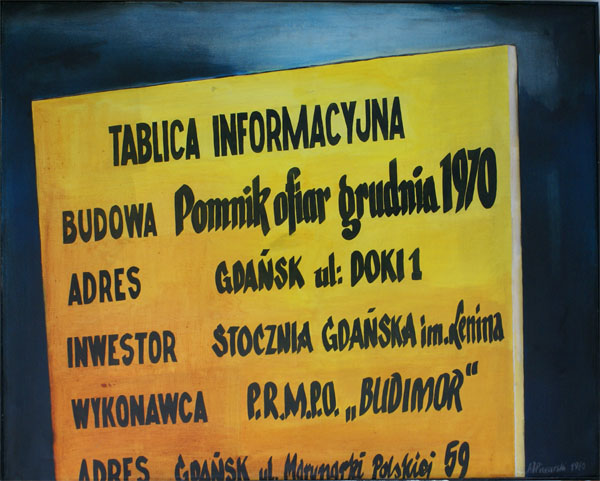 TABLICA INFORMACYJNA
BUDOWA Pomnik ofiar grudnia 1970
ADRES GDAŃSK ul: DOKI 1
INWESTOR STOCZNIA GDAŃSKA im. Lenina
WYKONAWCA P.R.M.P.O. „BUDIMOR"
ADRES GDAŃSK ul. Marynarki Polskiej 59